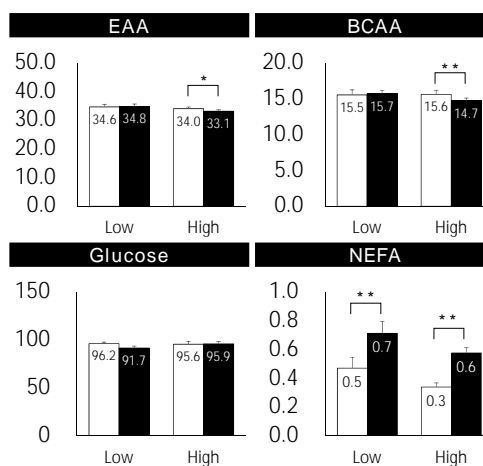 EAA
50.0
40.0
30.0
20.0
10.0
0.0
*
34.6 34.8 34.0 33.1
Low High
BCAA
20.0
15.0
10.0
5.0
0.0
**
15.5 15.7 15.6 14.7
Low High
Glucose
150
100
50
0
96.2 91.7 95.6 95.9
Low High
NEFA
1.0
0.8
0.6
0.4
0.2
0.0
** **
0.5 0.7 0.3 0.6
Low High